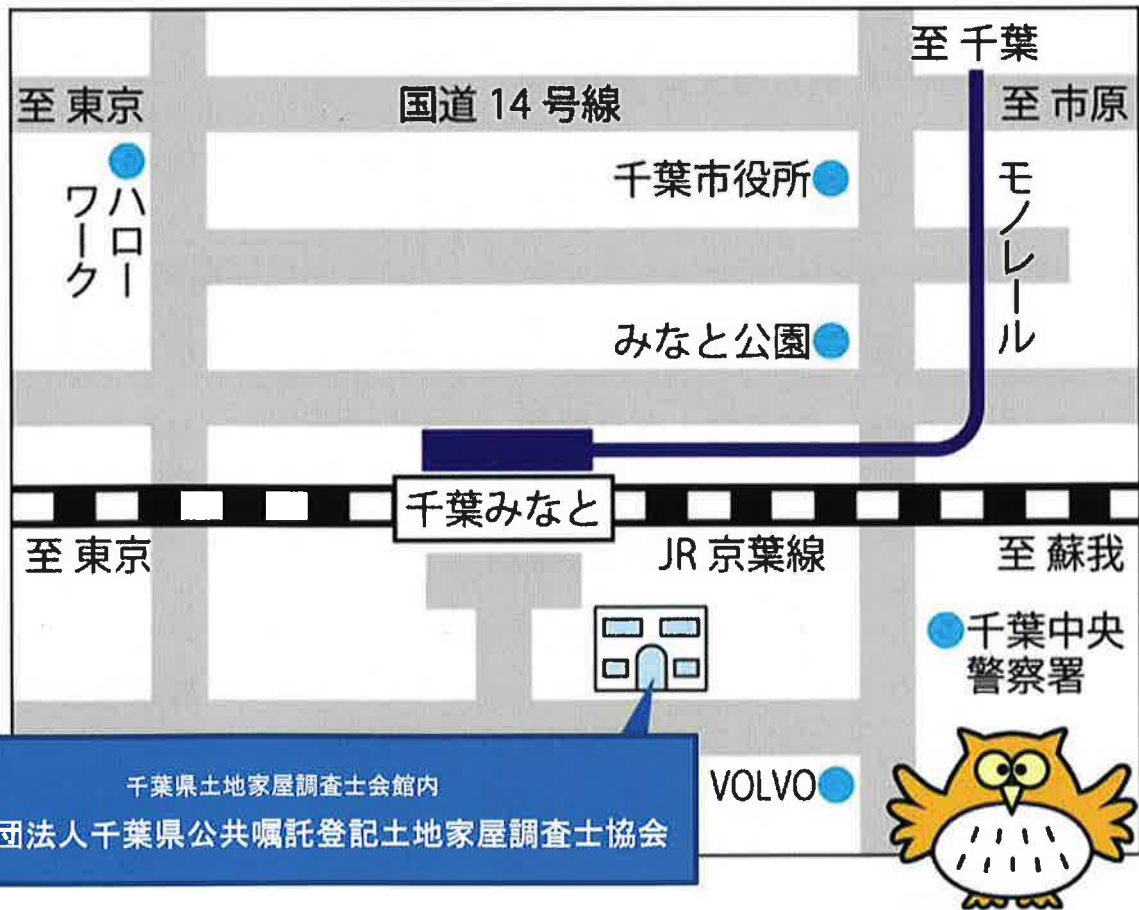 至 千葉
至 東京
国道 14 号線
至 市原
ハロー
ワーク
千葉市役所
モノレール
みなと公園
千葉みなと
至 東京
JR 京葉線
至 蘇我
千葉中央
警察署
VOLVO
千葉県土地家屋調査士会館内
団法人千葉県公共嘱託登記土地家屋調査士協会